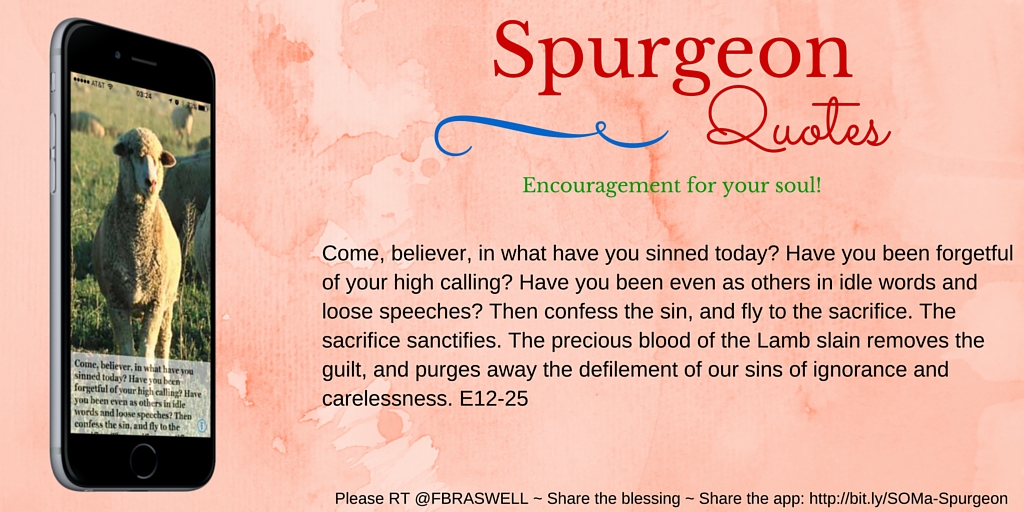 Spurgeon
Quotes
Encouragement for your soul!
Come, believer, in what have you sinned today? Have you been forgetful
of your high calling? Have you been even as others in idle words and
loose speeches? Then confess the sin, and fly to the sacrifice. The
sacrifice sanctifies. The precious blood of the Lamb slain removes the
guilt, and purges away the defilement of our sins of ignorance and
carelessness. E12-25
Please RT @FBRASWELL ~ Share the blessing ~ Share the app: http://bit.ly/SOMa-Spurgeon
AT&T
03:24
Come, believer, in what have you
sinned today? Have you been
forgetful of your high calling? Have
you been even as others in idle
words and loose speeches? Then
confess the sin, and fly to the